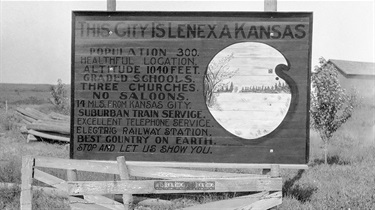 THIS CITY IS LENEXA KANSAS
POPULATION 300.
HEALTHFUL LOCATION.
ALTITUDE 1040 FEET.
GRADED SCHOOLS.
THREE CHURCHES.
NO SALOONS.
14 MILS. FROM KANSAS CITY.
SUBURBAN TRAIN SERVICE.
EXCELLENT TELEPHONE SERVICE.
ELECTRIC RAILWAY STATION.
BEST COUNTRY ON EARTH.
STOP AND LET US SHOW YOU.